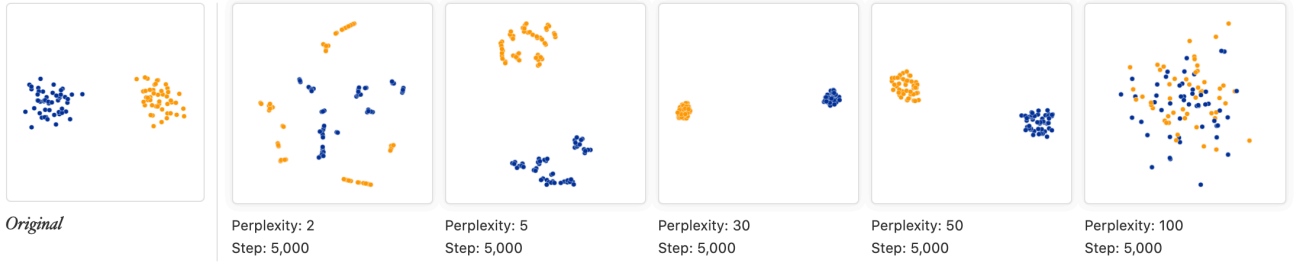 Original
Perplexity: 2
Step: 5,000
Perplexity: 5
Step: 5,000
Perplexity: 30
Step: 5,000
Perplexity: 50
Step: 5,000
Perplexity: 100
Step: 5,000